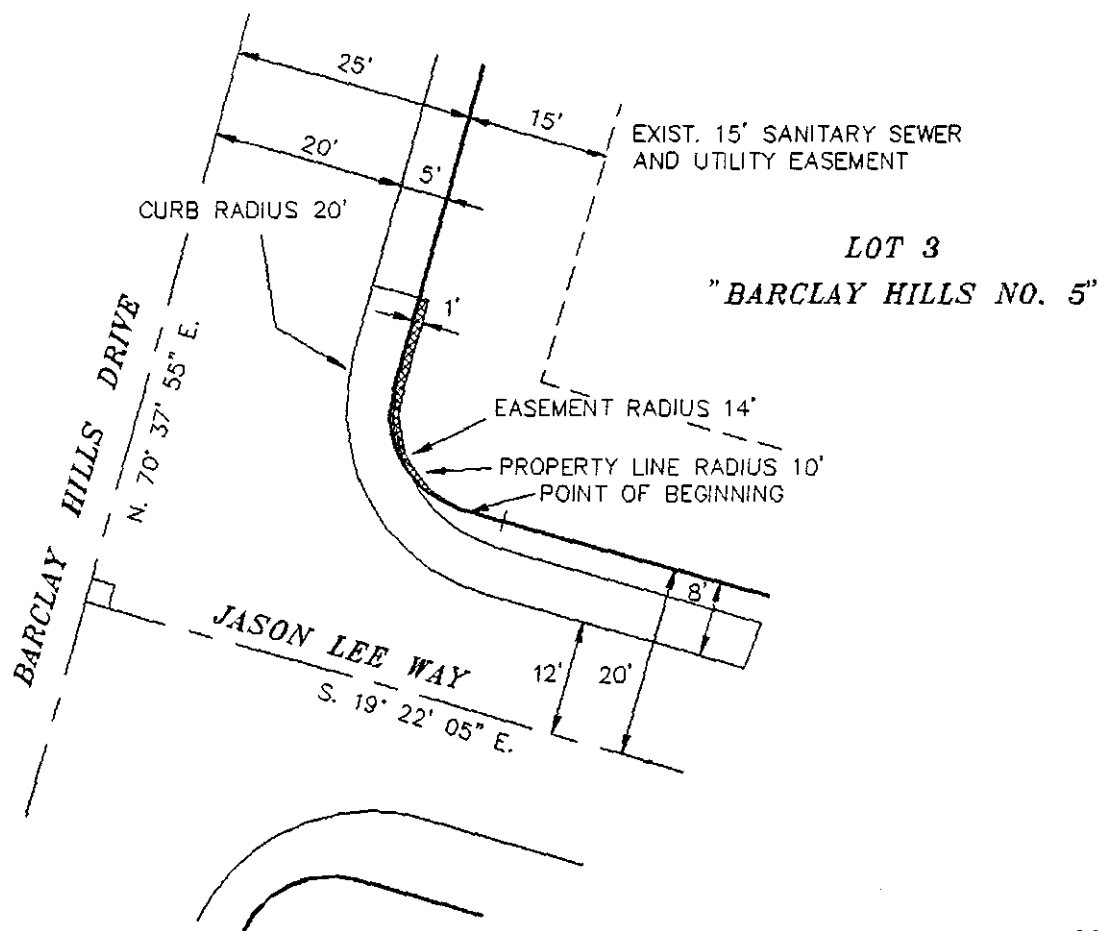 25'
15'
EXIST. 15' SANITARY SEWER
AND UTILITY EASEMENT
20'
5'
CURB RADIUS 20'
LOT 3
"BARCLAY HILLS NO. 5"
1'
BARCLAY HILLS DRIVE
N. 70° 37' 55" E.
EASEMENT RADIUS 14'
PROPERTY LINE RADIUS 10'
POINT OF BEGINNING
8'
JASON LEE WAY
S. 19° 22' 05" E.
12'
20'